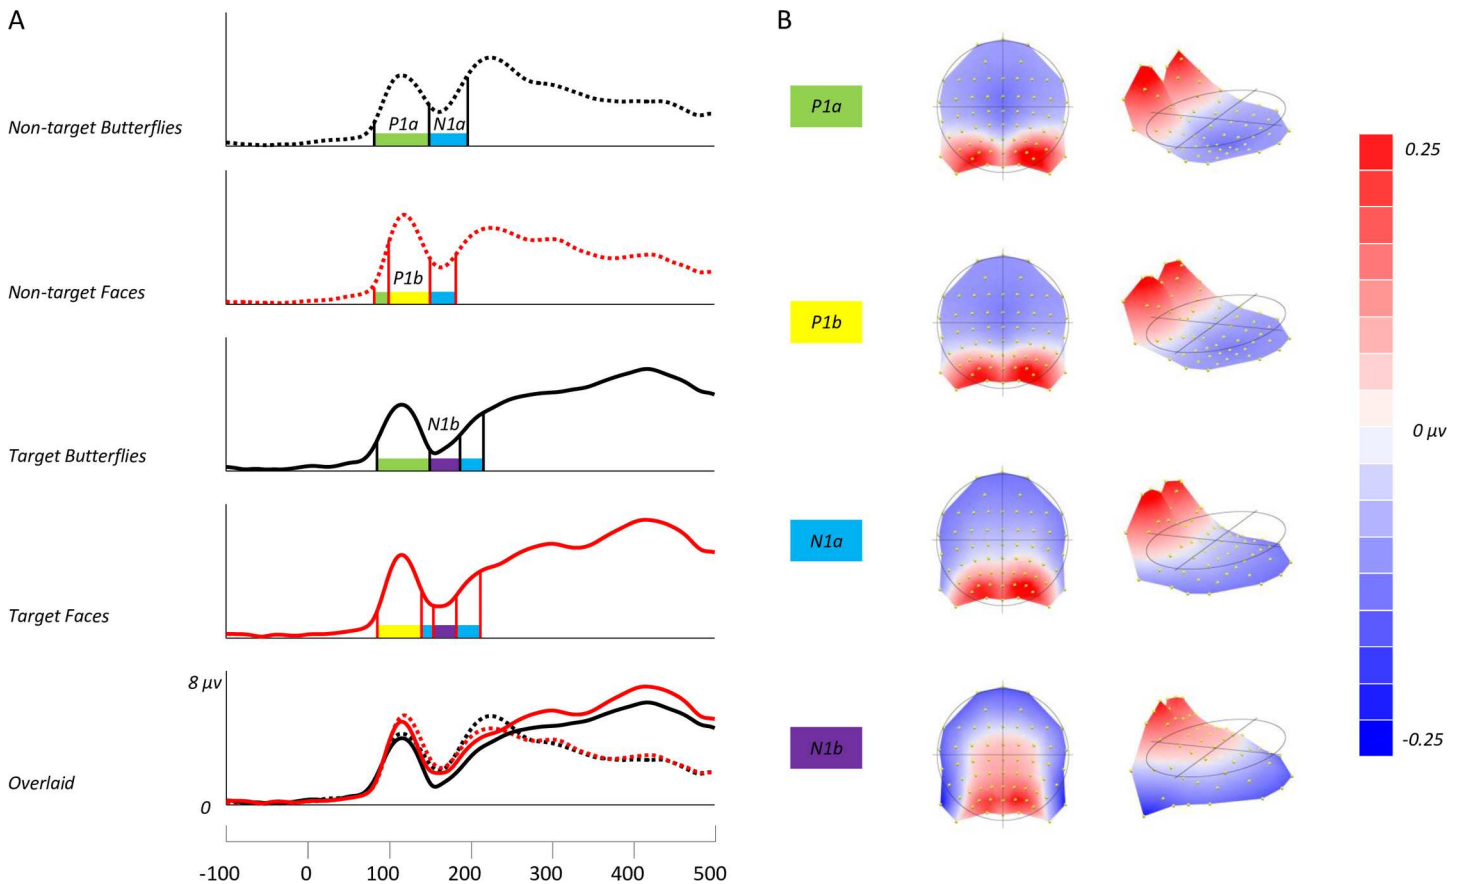 A
Non-target Butterflies
P1a
N1a
Non-target Faces
P1b
Target Butterflies
N1b
Target Faces
8 μv
Overlaid
0
-100 0 100 200 300 400 500
B
P1a
P1b
N1a
N1b
0.25
0 μv
-0.25